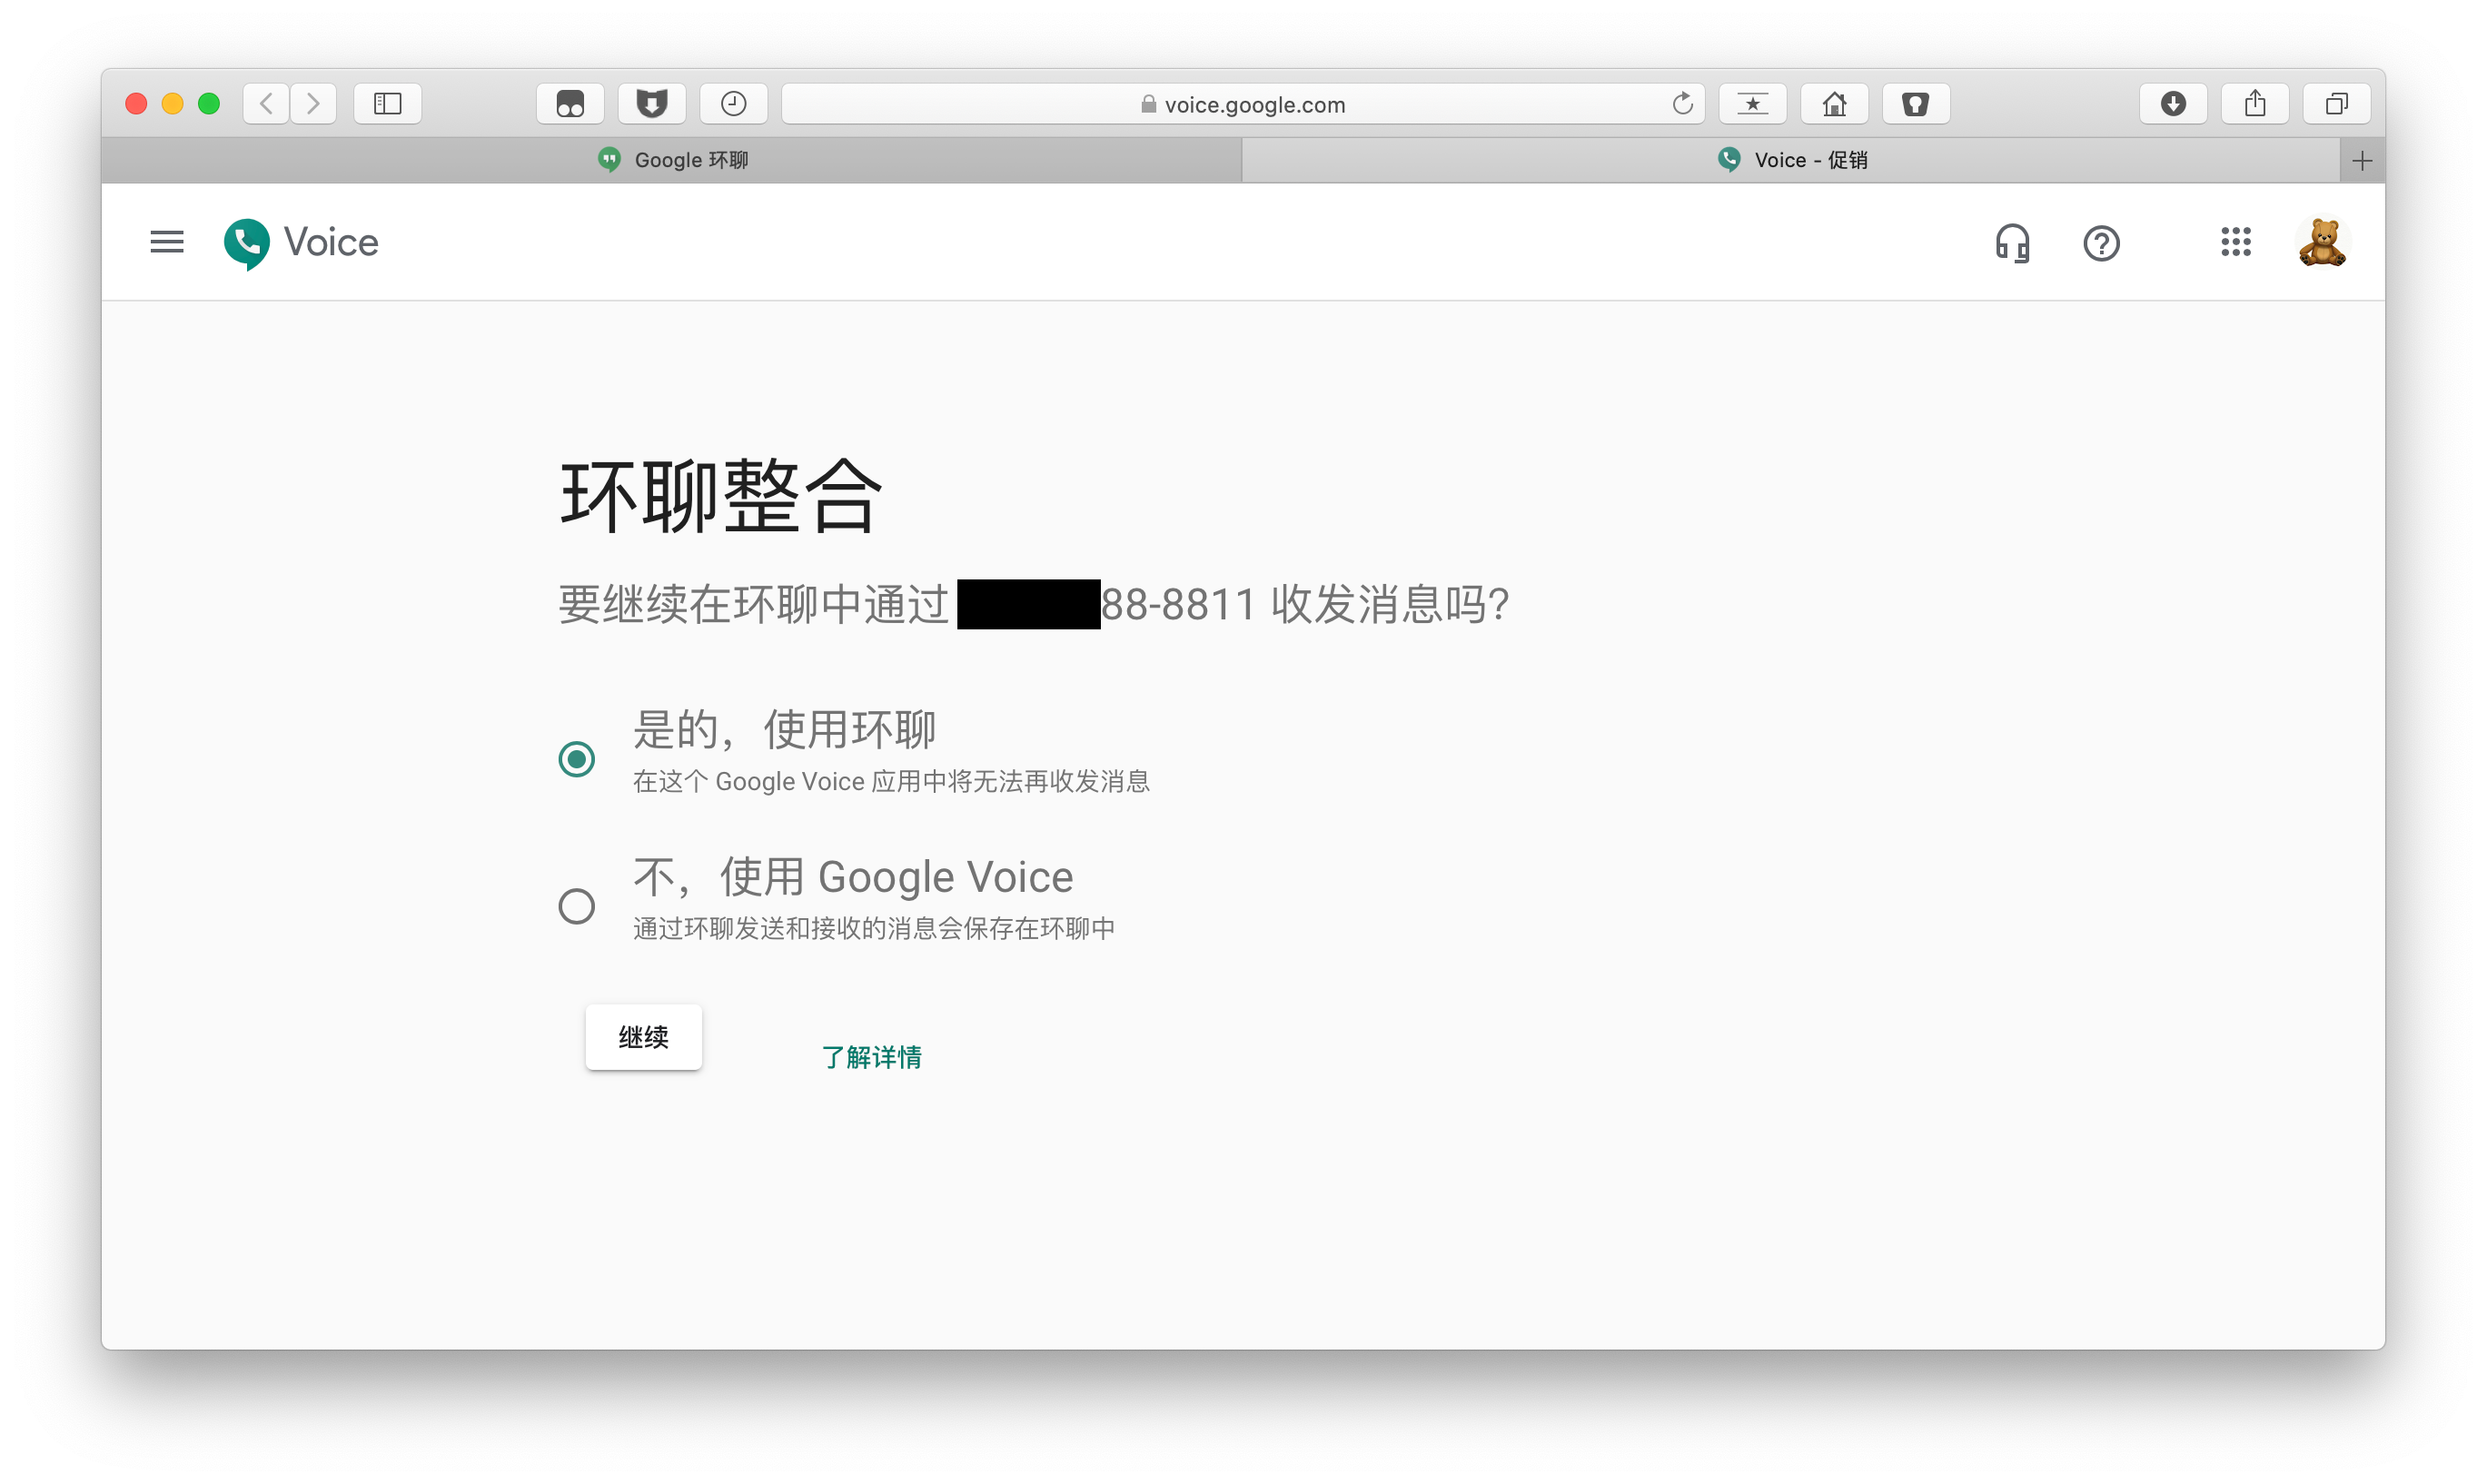 voice.google.com
Google 环聊
Voice - 促销
Voice
环聊整合
要继续在环聊中通过 88-8811 收发消息吗?
是的，使用环聊
在这个 Google Voice 应用中将无法再收发消息
不，使用 Google Voice
通过环聊发送和接收的消息会保存在环聊中
继续
了解详情